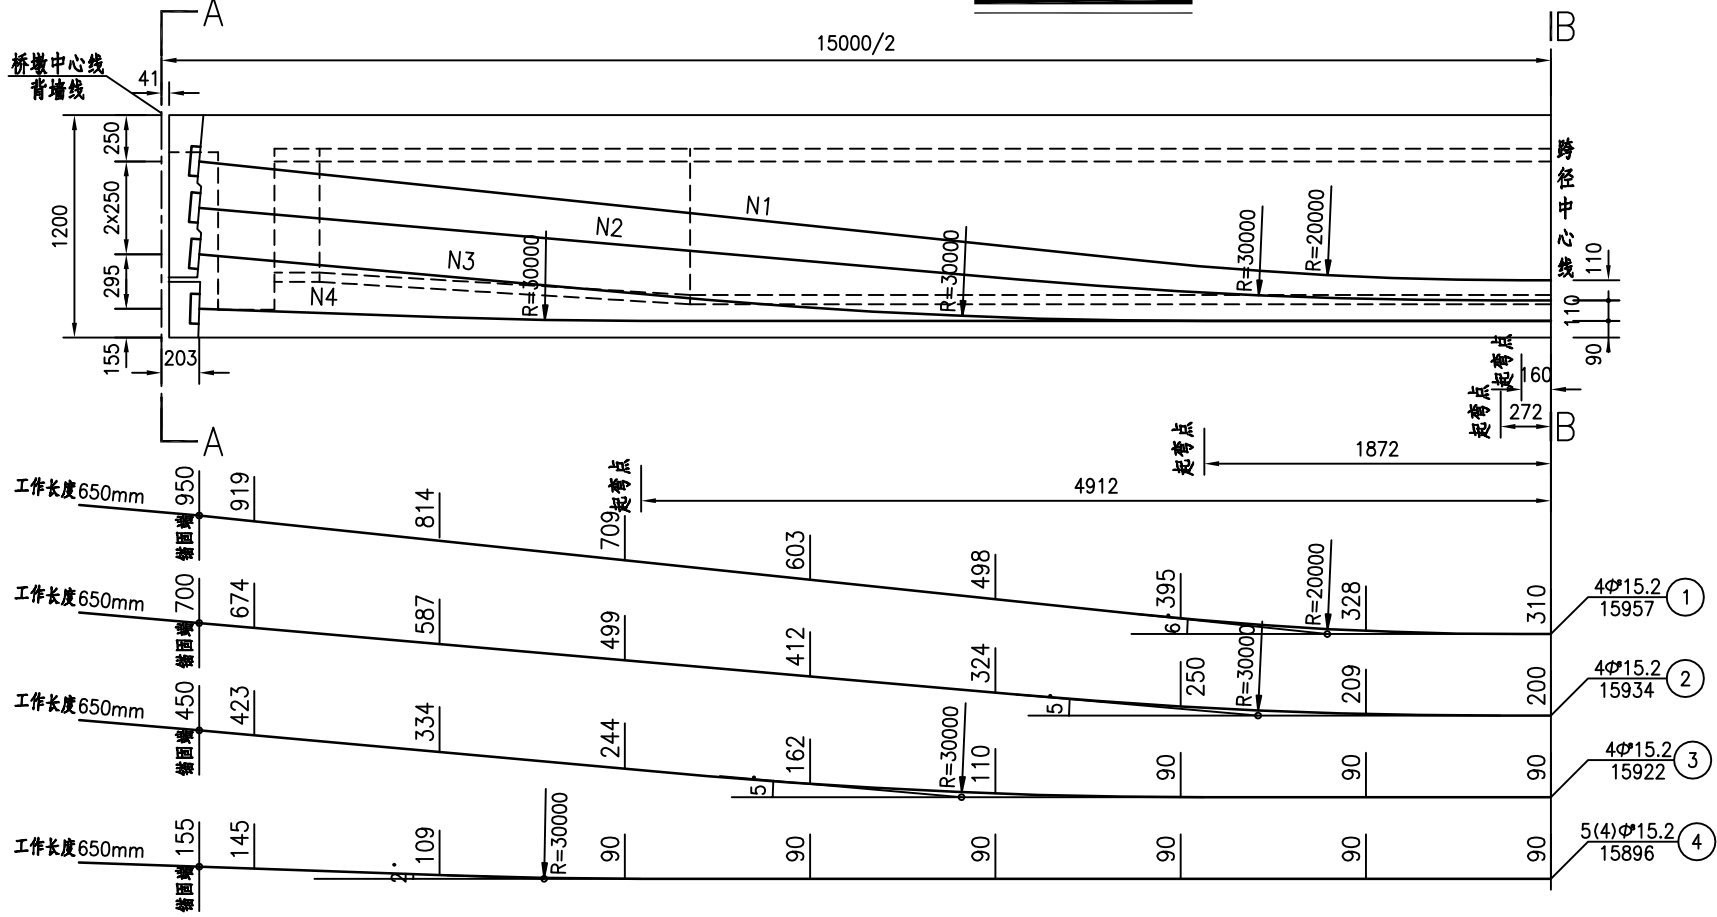 A
B
15000/2
桥墩中心线
背墙线
41
250
2x250
1200
295
155
203
N1
N2
N3
N4
R=30000
R=30000
R=30000
R=20000
跨径中心线
110
110
90
起弯点
160
起弯点
272
A
B
起弯点
1872
起弯点
4912
工作长度650mm
950
锚固端
919
814
709
603
498
395
6°
R=20000
328
310
4Φˢ15.2
15957
1
工作长度650mm
700
锚固端
674
587
499
412
324
5°
250
R=30000
209
200
4Φˢ15.2
15934
2
工作长度650mm
450
锚固端
423
334
244
5°
162
R=30000
110
90
90
90
4Φˢ15.2
15922
3
工作长度650mm
155
锚固端
145
2°
109
R=30000
90
90
90
90
90
90
5(4)Φˢ15.2
15896
4